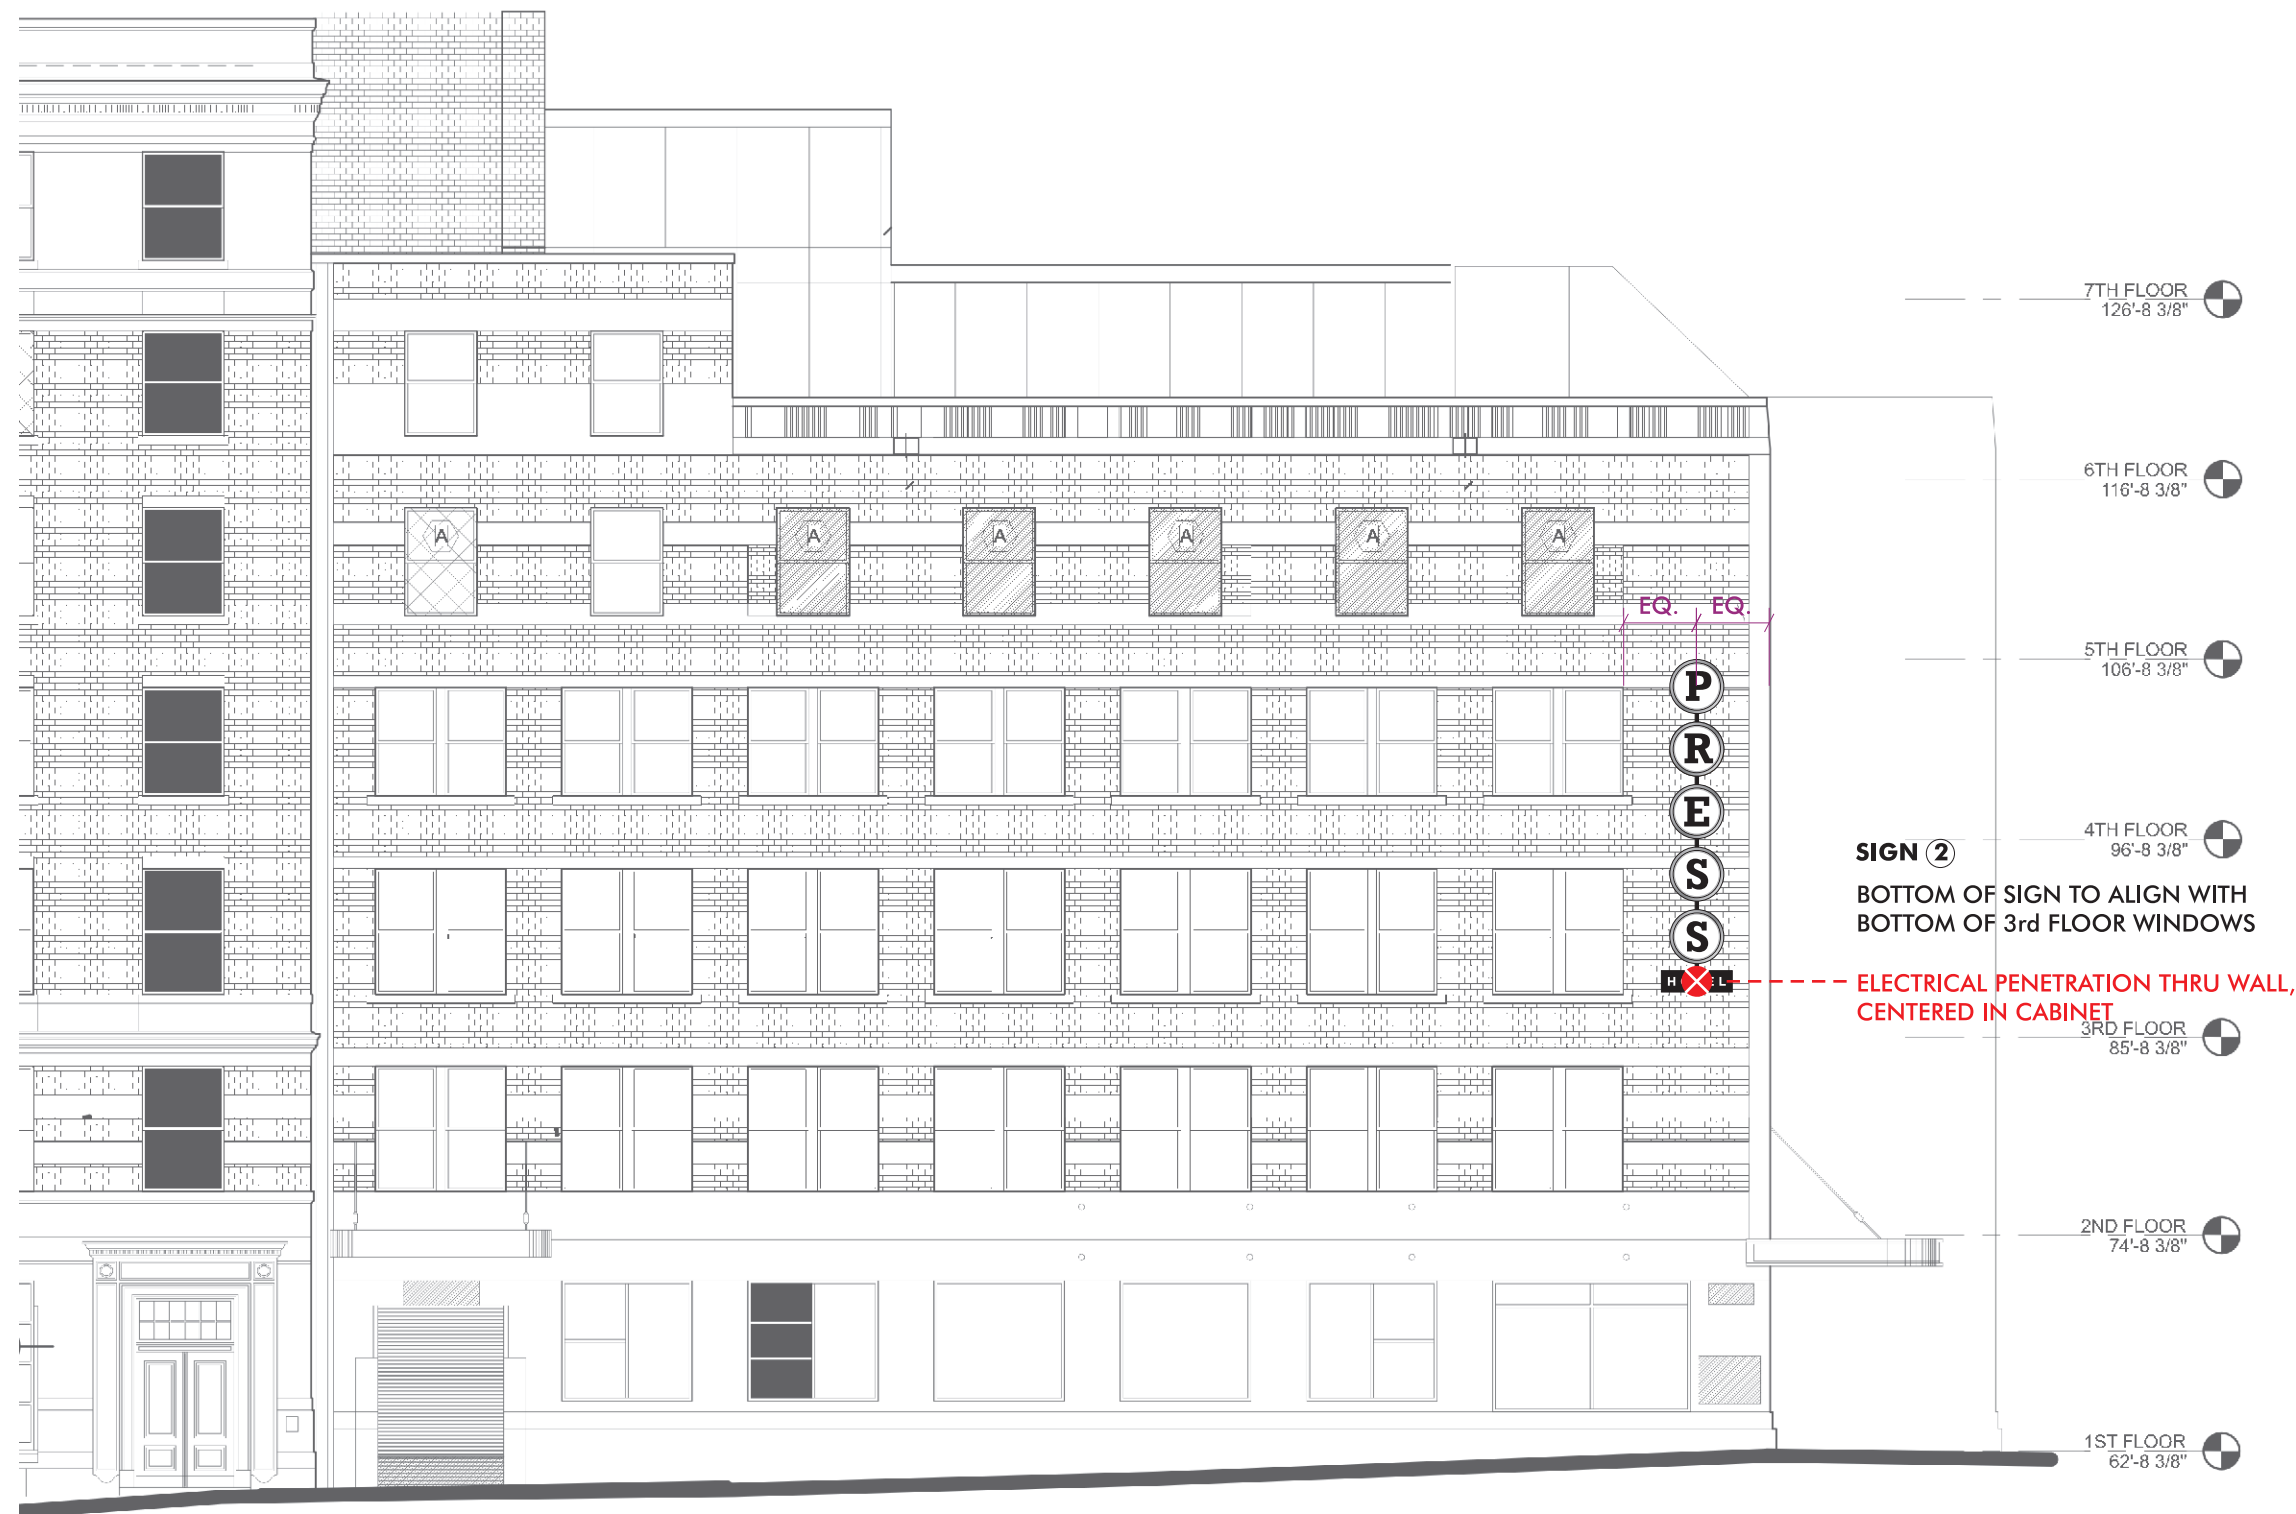 7TH FLOOR
126'-8 3/8"
6TH FLOOR
116'-8 3/8"
A
A
A
A
A
A
EQ.
EQ.
5TH FLOOR
106'-8 3/8"
P
R
E
S
S
H EL
4TH FLOOR
96'-8 3/8"
SIGN 2
BOTTOM OF SIGN TO ALIGN WITH
BOTTOM OF 3rd FLOOR WINDOWS
ELECTRICAL PENETRATION THRU WALL,
CENTERED IN CABINET
3RD FLOOR
85'-8 3/8"
2ND FLOOR
74'-8 3/8"
1ST FLOOR
62'-8 3/8"